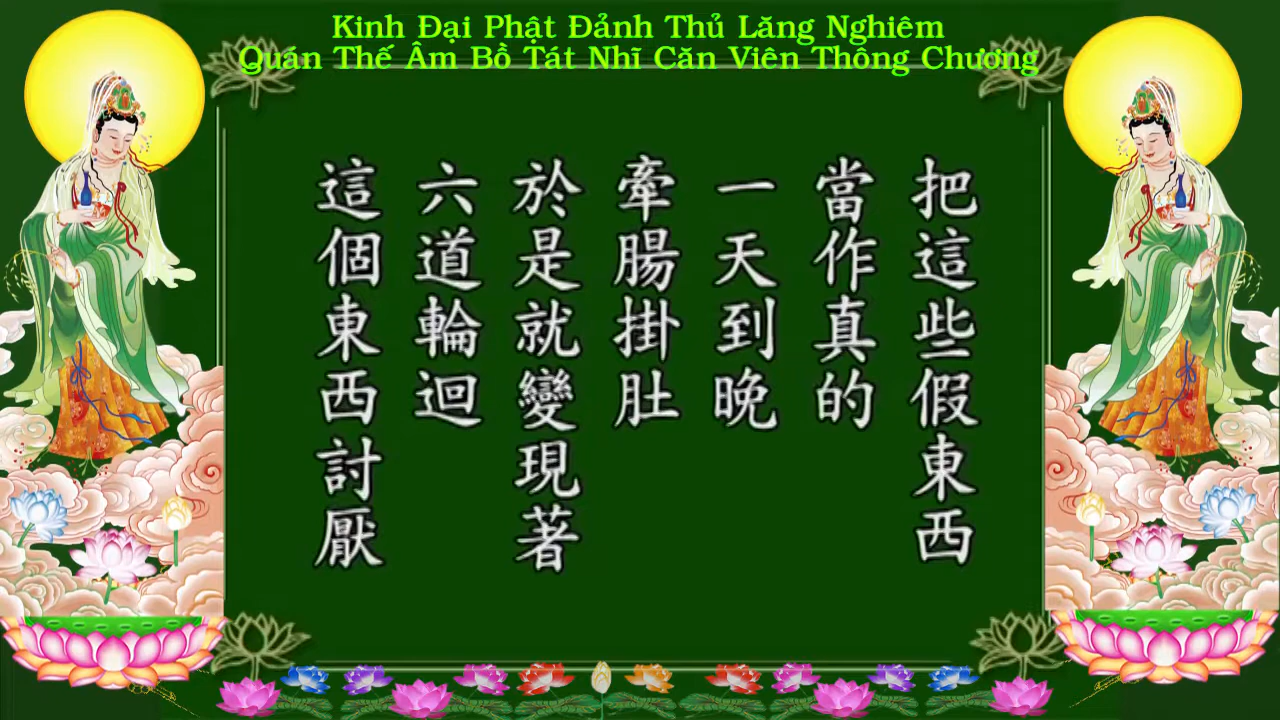 Kinh Đại Phật Đảnh Thủ Lăng Nghiêm
Quán Thế Âm Bồ Tát Nhĩ Căn Viên Thông Chương
把這些假東西
當作真的
一天到晚
牽腸掛肚
於是就變現著
六道輪迴
這個東西討厭